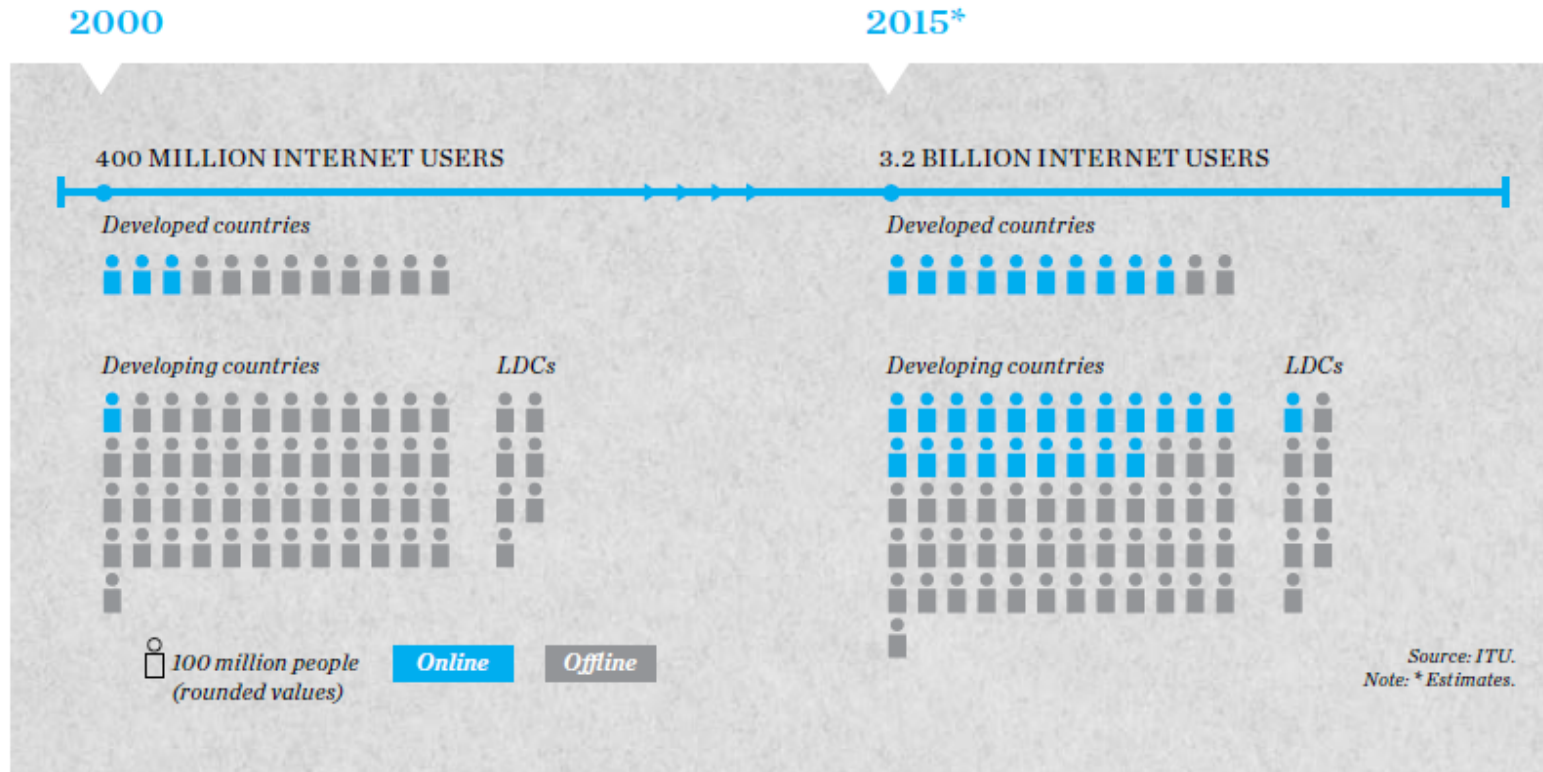 2000
2015*
400 MILLION INTERNET USERS
3.2 BILLION INTERNET USERS
Developed countries
Developed countries
Developing countries
LDCs
Developing countries
LDCs
100 million people
(rounded values)
Online
Offline
Source: ITU.
Note: * Estimates.